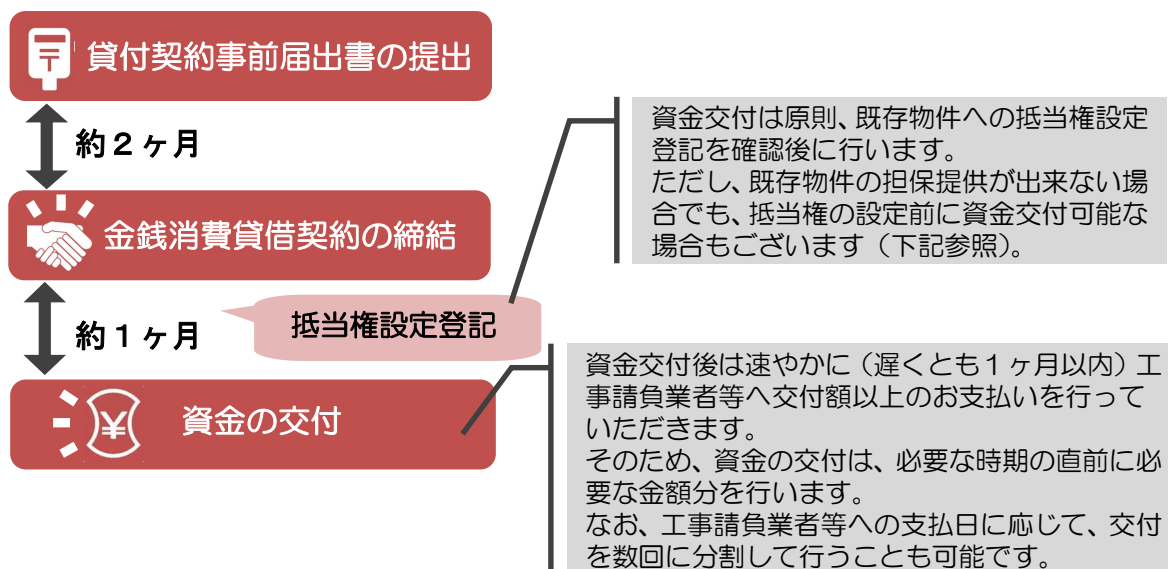 貸付契約事前届出書の提出
約２ヶ月
資金交付は原則、既存物件への抵当権設定
登記を確認後に行います。
ただし、既存物件の担保提供が出来ない場
合でも、抵当権の設定前に資金交付可能な
場合もございます（下記参照）。
金銭消費貸借契約の締結
約１ヶ月
抵当権設定登記
資金の交付
資金交付後は速やかに（遅くとも１ヶ月以内）工
事請負業者等へ交付額以上のお支払いを行って
いただきます。
そのため、資金の交付は、必要な時期の直前に必
要な金額分を行います。
なお、工事請負業者等への支払日に応じて、交付
を数回に分割して行うことも可能です。